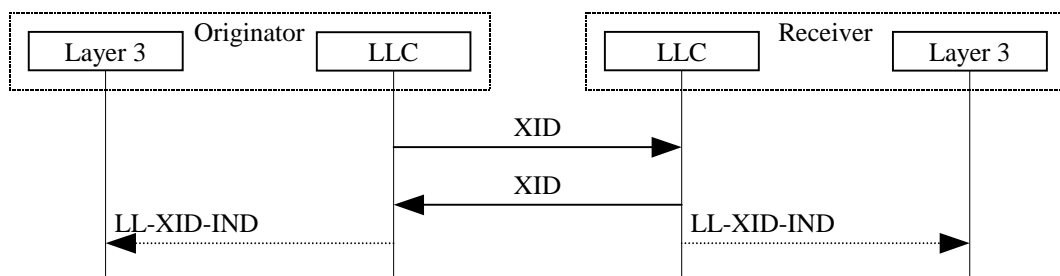 Originator
Receiver
Layer 3
LLC
LLC
Layer 3
XID
XID
LL-XID-IND
LL-XID-IND